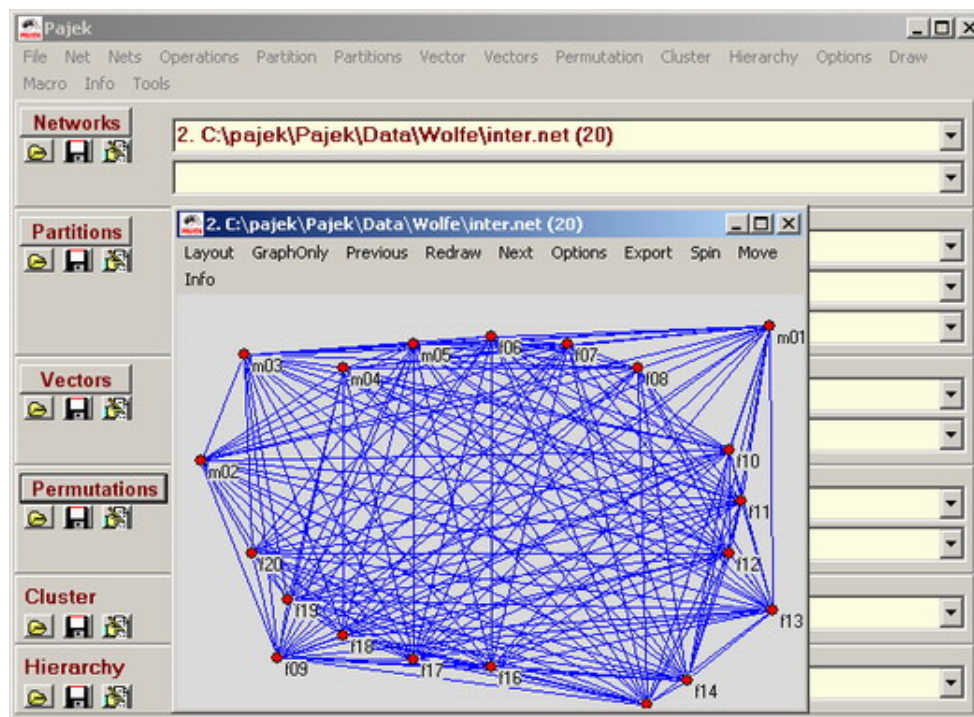 Pajek
File Net Nets Operations Partition Partitions Vector Vectors Permutation Cluster Hierarchy Options Draw
Macro Info Tools
Networks
2. C:\pajek\Pajek\Data\Wolfe\inter.net (20)
Partitions
Vectors
Permutations
Cluster
Hierarchy
2. C:\pajek\Pajek\Data\Wolfe\inter.net (20)
Layout GraphOnly Previous Redraw Next Options Export Spin Move
Info
m01
m03
m04
m05
f06
f07
f08
m02
f10
f11
f12
f20
f19
f18
f17
f16
f13
f09
f14